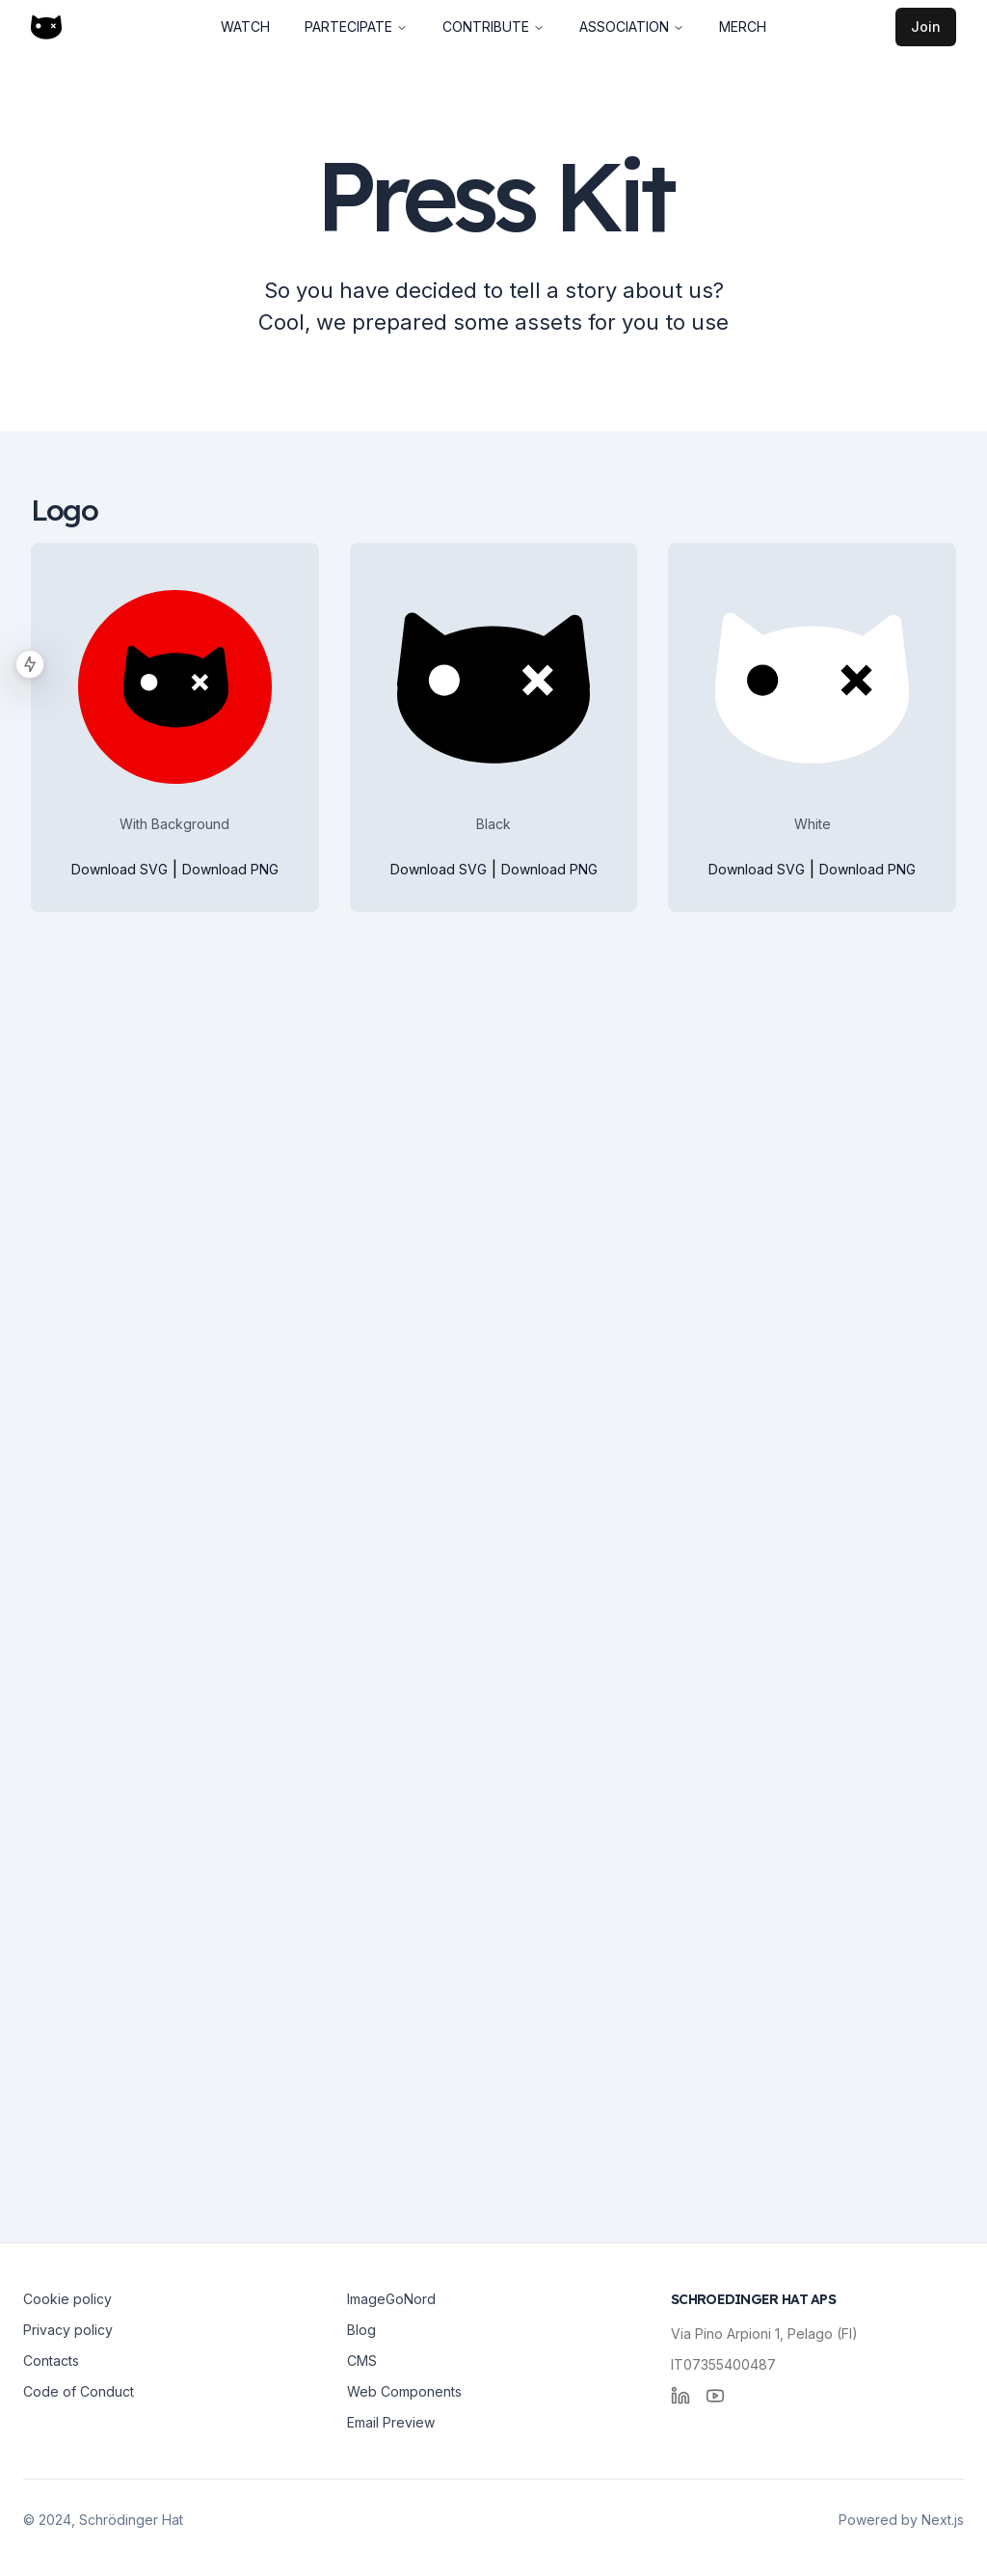 WATCH
PARTECIPATE
CONTRIBUTE
ASSOCIATION
MERCH
Join
Press Kit
So you have decided to tell a story about us?
Cool, we prepared some assets for you to use
Logo
With Background
Download SVG | Download PNG
Black
Download SVG | Download PNG
White
Download SVG | Download PNG
Cookie policy
Privacy policy
Contacts
Code of Conduct
ImageGoNord
Blog
CMS
Web Components
Email Preview
SCHROEDINGER HAT APS
Via Pino Arpioni 1, Pelago (FI)
IT07355400487
© 2024, Schrödinger Hat
Powered by Next.js